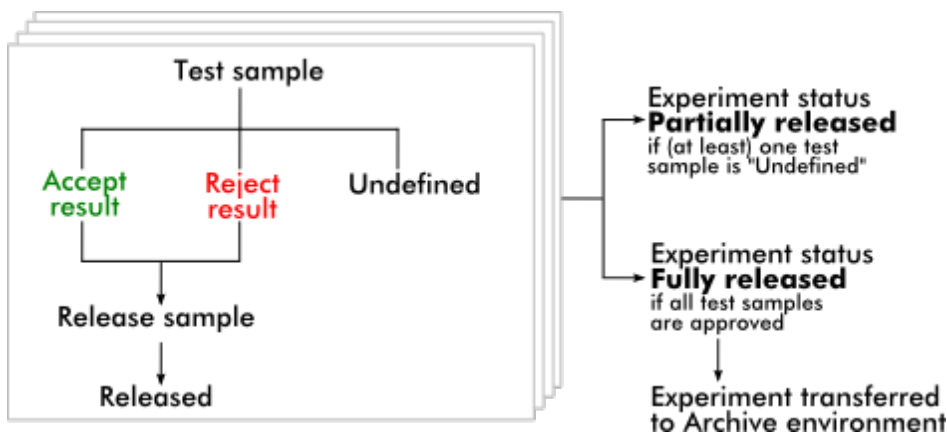 Test sample
Accept
result
Reject
result
Undefined
Release sample
Released
Experiment status
Partially released
if (at least) one test
sample is "Undefined"
Experiment status
Fully released
if all test samples
are approved
Experiment transferred
to Archive environment